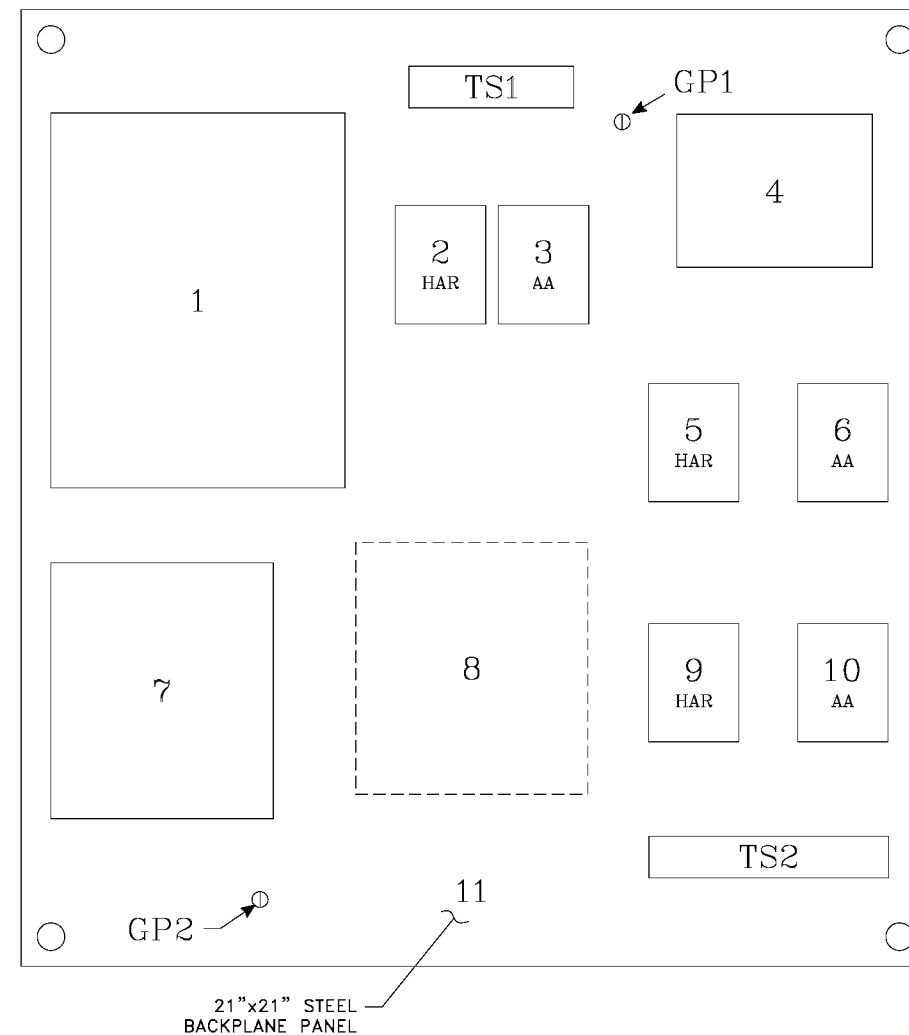 TS1
GP1
4
2
HAR
3
AA
1
5
HAR
6
AA
7
8
9
HAR
10
AA
TS2
11
GP2
21"x21" STEEL
BACKPLANE PANEL